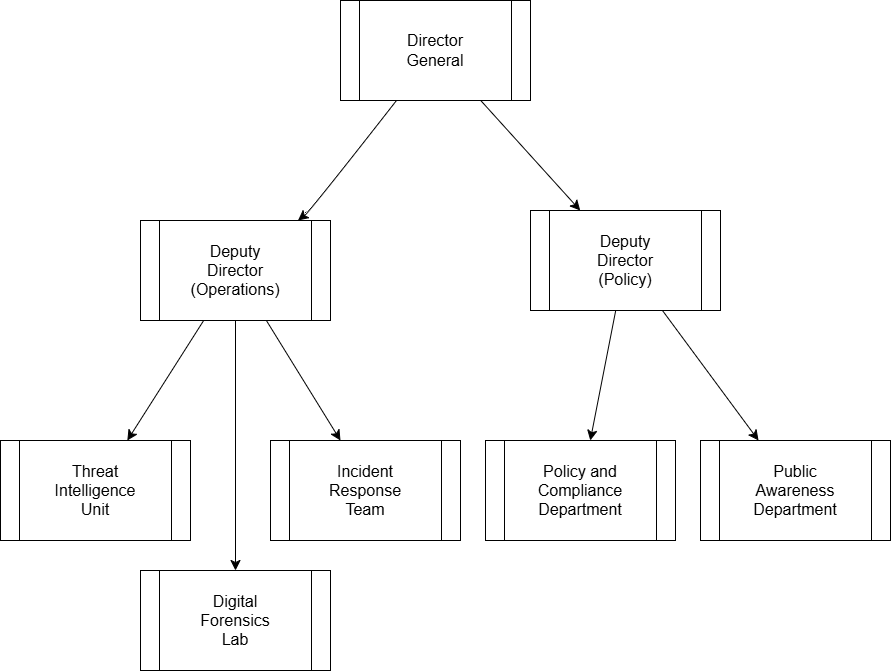 Director
General
Deputy
Director
(Operations)
Deputy
Director
(Policy)
Threat
Intelligence
Unit
Incident
Response
Team
Policy and
Compliance
Department
Public
Awareness
Department
Digital
Forensics
Lab